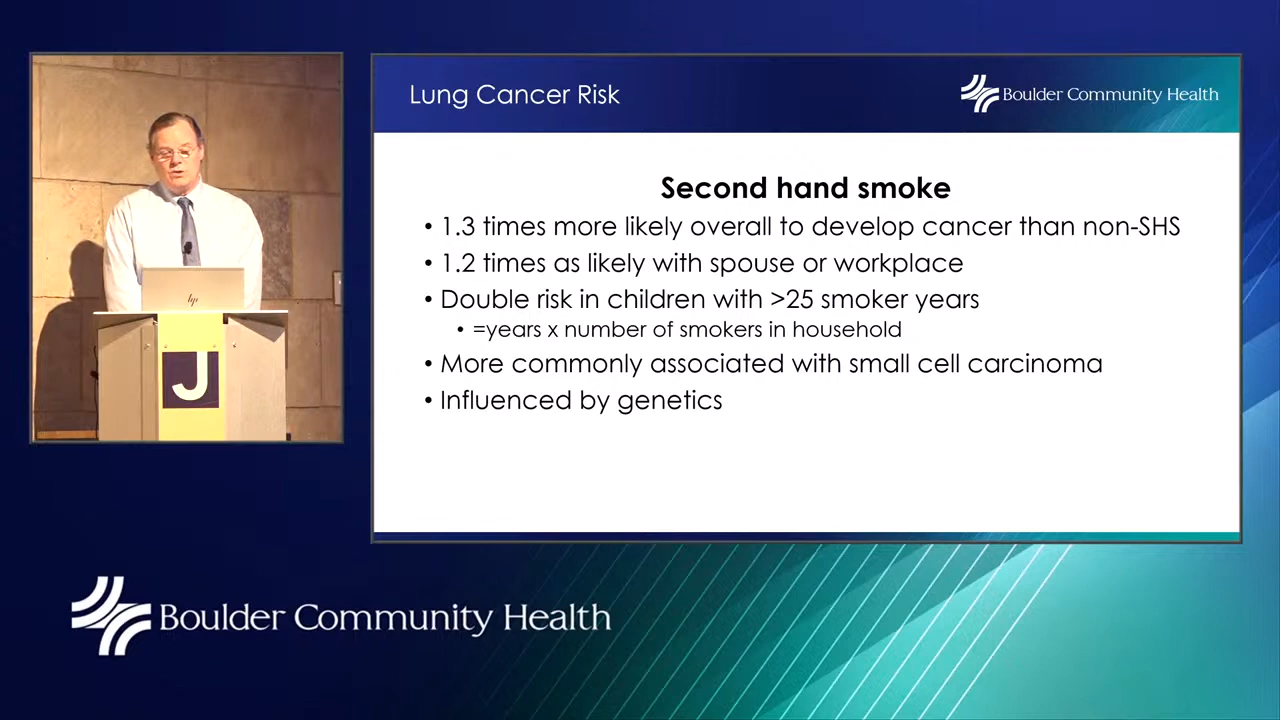 Lung Cancer Risk
Boulder Community Health
Second hand smoke
• 1.3 times more likely overall to develop cancer than non-SHS
• 1.2 times as likely with spouse or workplace
• Double risk in children with >25 smoker years
• =years x number of smokers in household
• More commonly associated with small cell carcinoma
• Influenced by genetics
hp
J
Boulder Community Health